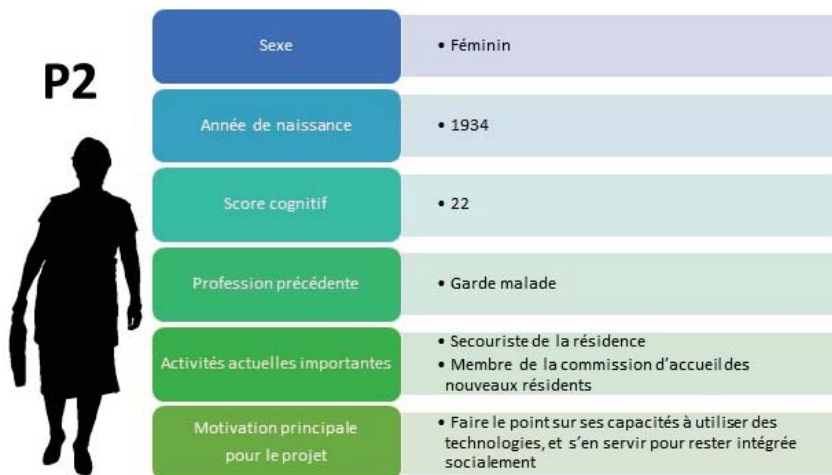 P2
Sexe
• Féminin
Année de naissance
• 1934
Score cognitif
• 22
Profession précédente
• Garde malade
Activités actuelles importantes
• Secouriste de la résidence
• Membre de la commission d'accueil des
nouveaux résidents
Motivation principale
pour le projet
• Faire le point sur ses capacités à utiliser des
technologies, et s'en servir pour rester intégrée
socialement